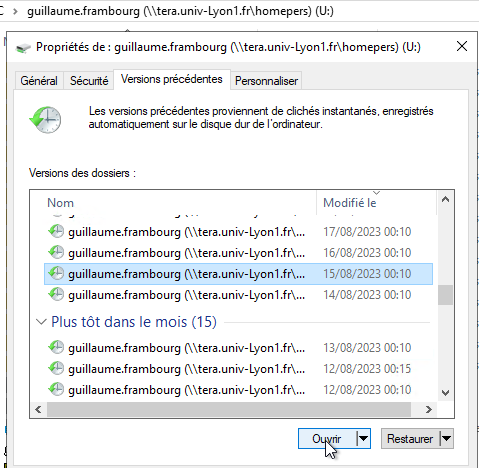 guillaume.frambourg (\\tera.univ-Lyon1.fr\homepers) (U:)
Propriétés de : guillaume.frambourg (\\tera.univ-Lyon1.fr\homepers) (U:)
Général Sécurité Versions précédentes Personnaliser
Les versions précédentes proviennent de clichés instantanés, enregistrés
automatiquement sur le disque dur de l'ordinateur.
Versions des dossiers :
Nom Modifié le
guillaume.frambourg (\\tera.univ-Lyon1.fr\... 17/08/2023 00:10
guillaume.frambourg (\\tera.univ-Lyon1.fr\... 16/08/2023 00:10
guillaume.frambourg (\\tera.univ-Lyon1.fr\... 15/08/2023 00:10
guillaume.frambourg (\\tera.univ-Lyon1.fr\... 14/08/2023 00:10
Plus tôt dans le mois (15)
guillaume.frambourg (\\tera.univ-Lyon1.fr\... 13/08/2023 00:10
guillaume.frambourg (\\tera.univ-Lyon1.fr\... 12/08/2023 00:15
guillaume.frambourg (\\tera.univ-Lyon1.fr\... 12/08/2023 00:10
Ouvrir Restaurer